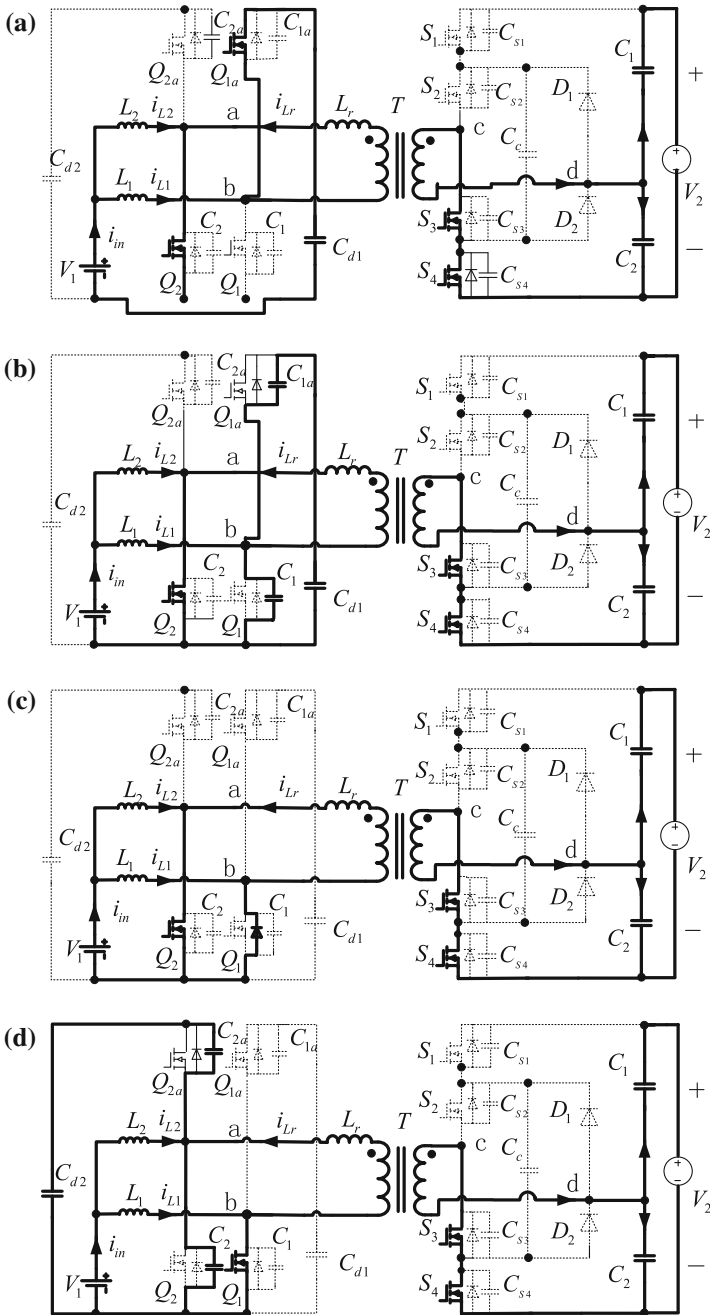 (a)
C2a
C1a
Q2a
Q1a
L2
iL2
a
iLr
Lr
T
Cd2
L1
iL1
b
iin
V1
C2
C1
Q2
Q1
Cd1
S1
Cs1
S2
Cs2
c
Cc
D1
C1
+
d
V2
S3
Cs3
D2
S4
Cs4
C2
−
(b)
C2a
C1a
Q2a
Q1a
L2
iL2
a
iLr
Lr
T
Cd2
L1
iL1
b
iin
V1
C2
C1
Q2
Q1
Cd1
S1
Cs1
S2
Cs2
c
Cc
D1
C1
+
d
V2
S3
Cs3
D2
S4
Cs4
C2
−
(c)
C2a
C1a
Q2a
Q1a
L2
iL2
a
iLr
Lr
T
Cd2
L1
iL1
b
iin
V1
C2
C1
Q2
Q1
Cd1
S1
Cs1
S2
Cs2
c
Cc
D1
C1
+
d
V2
S3
Cs3
D2
S4
Cs4
C2
−
(d)
C2a
C1a
Q2a
Q1a
L2
iL2
a
iLr
Lr
T
Cd2
L1
iL1
b
iin
V1
C2
C1
Q2
Q1
Cd1
S1
Cs1
S2
Cs2
c
Cc
D1
C1
+
d
V2
S3
Cs3
D2
S4
Cs4
C2
−